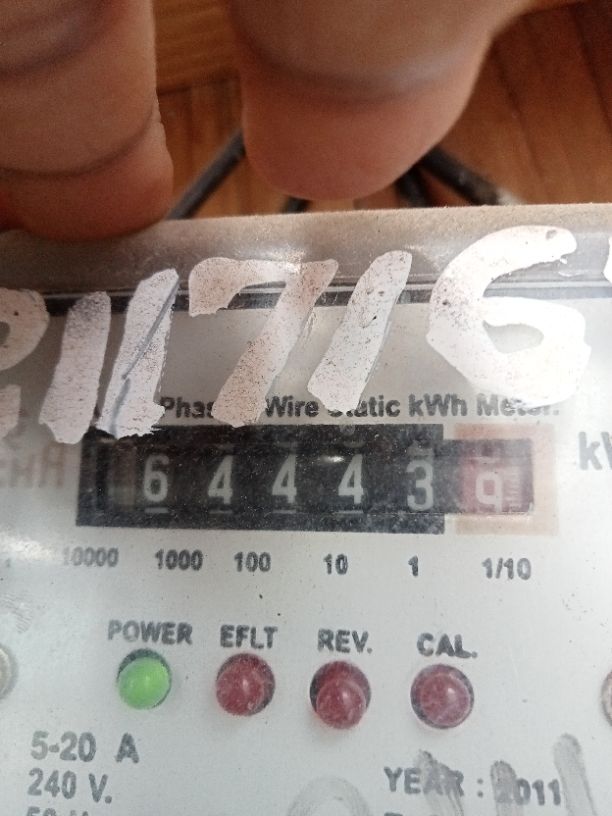 211716
Phase Wire Static kWh Meter.
6 4 4 4 3 9
10000 1000 100 10 1 1/10
POWER EFLT REV. CAL.
5-20 A
240 V.
YEAR : 2011